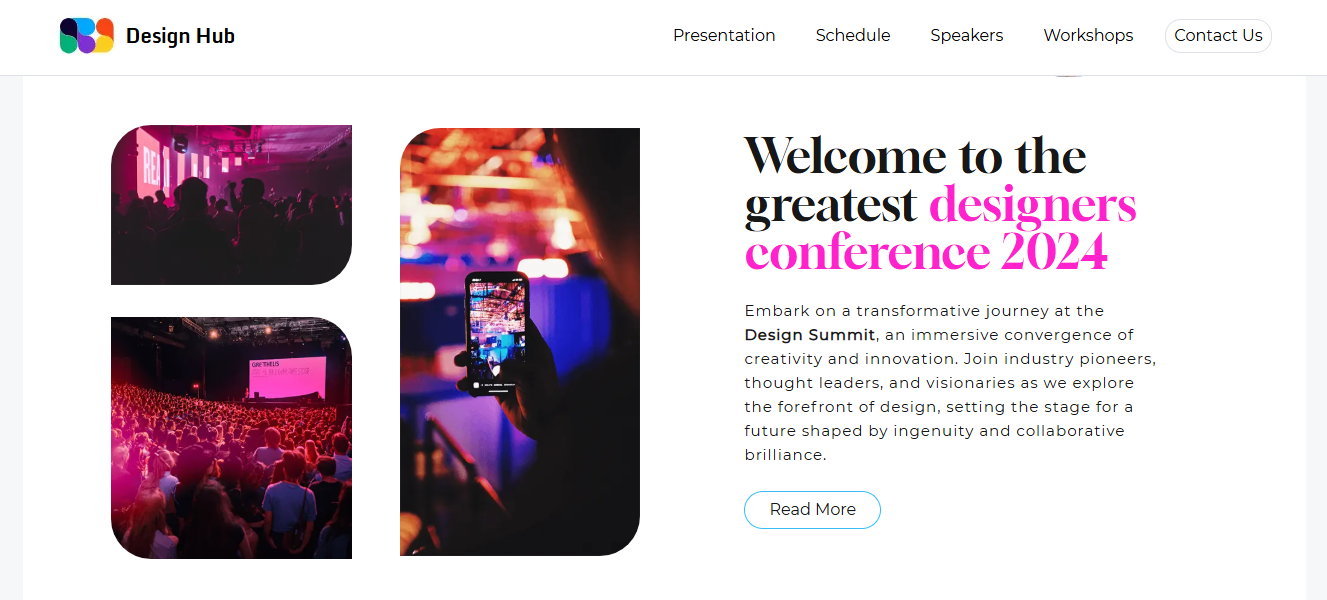 Design Hub
Presentation
Schedule
Speakers
Workshops
Contact Us
REA
Welcome to the
greatest designers
conference 2024
Embark on a transformative journey at the
Design Summit, an immersive convergence of
creativity and innovation. Join industry pioneers,
thought leaders, and visionaries as we explore
the forefront of design, setting the stage for a
future shaped by ingenuity and collaborative
brilliance.
Read More